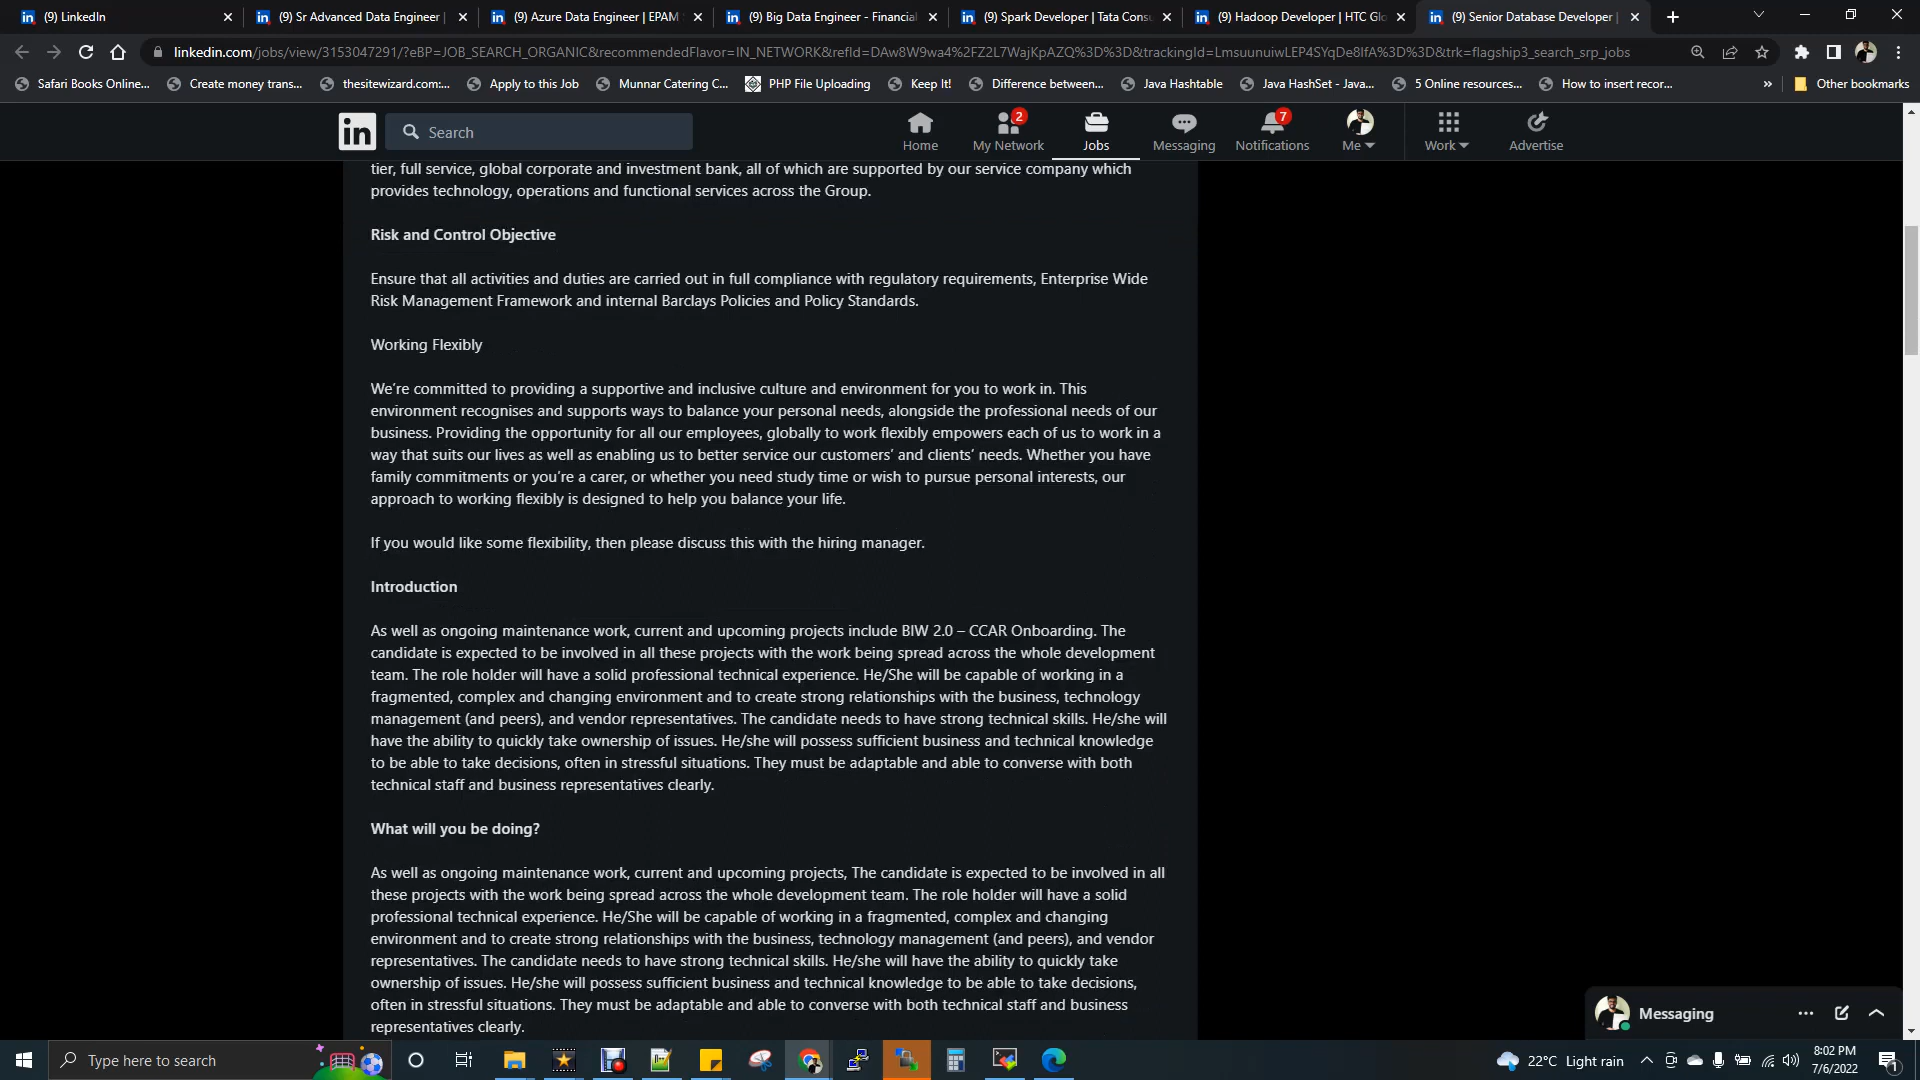 (9) LinkedIn
(9) Sr Advanced Data Engineer |
(9) Azure Data Engineer | EPAM
(9) Big Data Engineer - Financial
(9) Spark Developer | Tata Consu
(9) Hadoop Developer | HTC Glo
(9) Senior Database Developer |
linkedin.com/jobs/view/3153047291/?eBP=JOB_SEARCH_ORGANIC&recommendedFlavor=IN_NETWORK&refId=DAw8W9wa4%2FZ2L7WajKpAZQ%3D%3D&trackingId=LmsuunuiwLEP4SYqDe8IfA%3D%3D&trk=flagship3_search_srp_jobs
Safari Books Online...
Create money trans...
thesitewizard.com:...
Apply to this Job
Munnar Catering C...
PHP File Uploading
Keep It!
Difference between...
Java Hashtable
Java HashSet - Java...
5 Online resources...
How to insert recor...
»
Other bookmarks
in
Search
Home
2
My Network
Jobs
Messaging
7
Notifications
Me
Work
Advertise
tier, full service, global corporate and investment bank, all of which are supported by our service company which
provides technology, operations and functional services across the Group.
Risk and Control Objective
Ensure that all activities and duties are carried out in full compliance with regulatory requirements, Enterprise Wide
Risk Management Framework and internal Barclays Policies and Policy Standards.
Working Flexibly
We're committed to providing a supportive and inclusive culture and environment for you to work in. This
environment recognises and supports ways to balance your personal needs, alongside the professional needs of our
business. Providing the opportunity for all our employees, globally to work flexibly empowers each of us to work in a
way that suits our lives as well as enabling us to better service our customers' and clients' needs. Whether you have
family commitments or you're a carer, or whether you need study time or wish to pursue personal interests, our
approach to working flexibly is designed to help you balance your life.
If you would like some flexibility, then please discuss this with the hiring manager.
Introduction
As well as ongoing maintenance work, current and upcoming projects include BIW 2.0 – CCAR Onboarding. The
candidate is expected to be involved in all these projects with the work being spread across the whole development
team. The role holder will have a solid professional technical experience. He/She will be capable of working in a
fragmented, complex and changing environment and to create strong relationships with the business, technology
management (and peers), and vendor representatives. The candidate needs to have strong technical skills. He/she will
have the ability to quickly take ownership of issues. He/she will possess sufficient business and technical knowledge
to be able to take decisions, often in stressful situations. They must be adaptable and able to converse with both
technical staff and business representatives clearly.
What will you be doing?
As well as ongoing maintenance work, current and upcoming projects, The candidate is expected to be involved in all
these projects with the work being spread across the whole development team. The role holder will have a solid
professional technical experience. He/She will be capable of working in a fragmented, complex and changing
environment and to create strong relationships with the business, technology management (and peers), and vendor
representatives. The candidate needs to have strong technical skills. He/she will have the ability to quickly take
ownership of issues. He/she will possess sufficient business and technical knowledge to be able to take decisions,
often in stressful situations. They must be adaptable and able to converse with both technical staff and business
representatives clearly.
Messaging
Type here to search
22°C Light rain
8:02 PM
7/6/2022
1